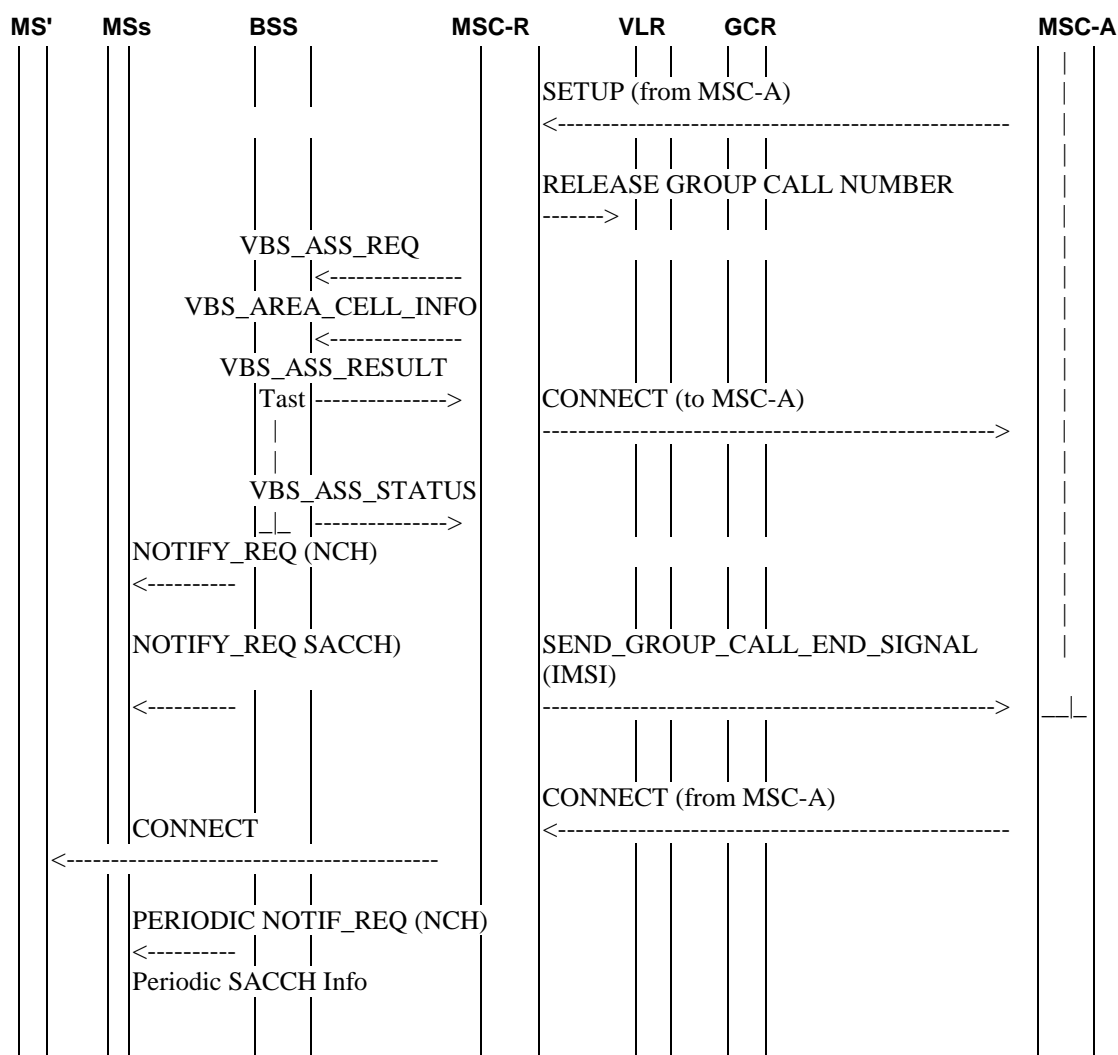 MS' MSs BSS MSC-R VLR GCR MSC-A
SETUP (from MSC-A)
RELEASE GROUP CALL NUMBER
VBS_ASS_REQ
VBS_AREA_CELL_INFO
VBS_ASS_RESULT
Tast CONNECT (to MSC-A)
VBS_ASS_STATUS
NOTIFY_REQ (NCH)
NOTIFY_REQ SACCH) SEND_GROUP_CALL_END_SIGNAL
(IMSI)
CONNECT (from MSC-A)
CONNECT
PERIODIC NOTIF_REQ (NCH)
Periodic SACCH Info